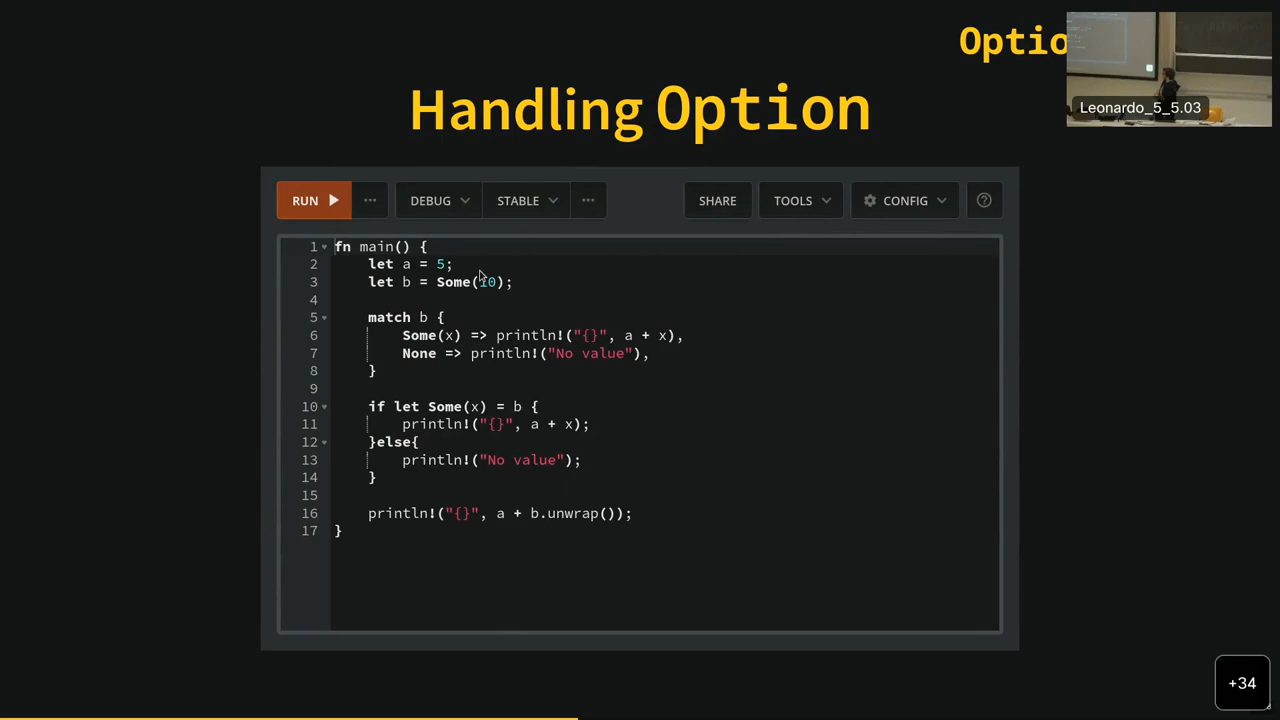 Optio
Leonardo_5_5.03
Handling Option
RUN ▶ ··· DEBUG STABLE ··· SHARE TOOLS CONFIG ?
1 fn main() {
2     let a = 5;
3     let b = Some(10);
4
5     match b {
6         Some(x) => println!("{}", a + x),
7         None => println!("No value"),
8     }
9
10     if let Some(x) = b {
11         println!("{}", a + x);
12     }else{
13         println!("No value");
14     }
15
16     println!("{}", a + b.unwrap());
17 }
+34